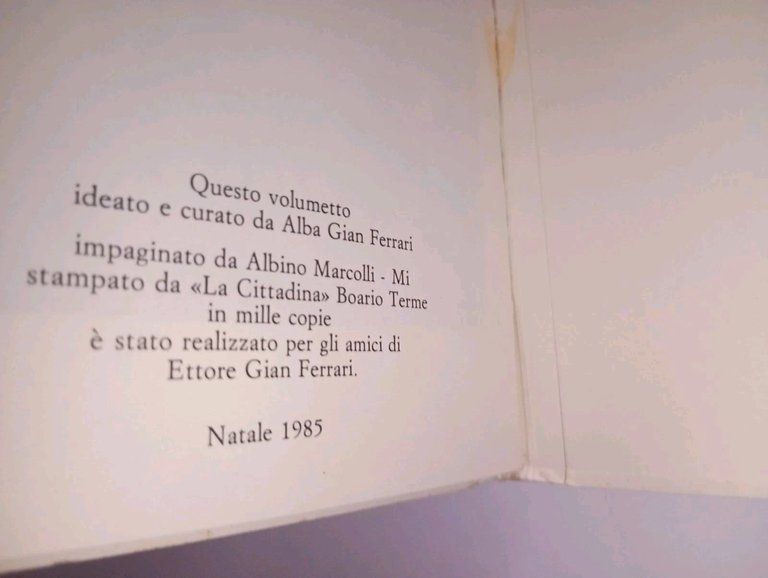 Questo volumetto
ideato e curato da Alba Gian Ferrari
impaginato da Albino Marcolli - Mi
stampato da «La Cittadina» Boario Terme
in mille copie
è stato realizzato per gli amici di
Ettore Gian Ferrari.
Natale 1985